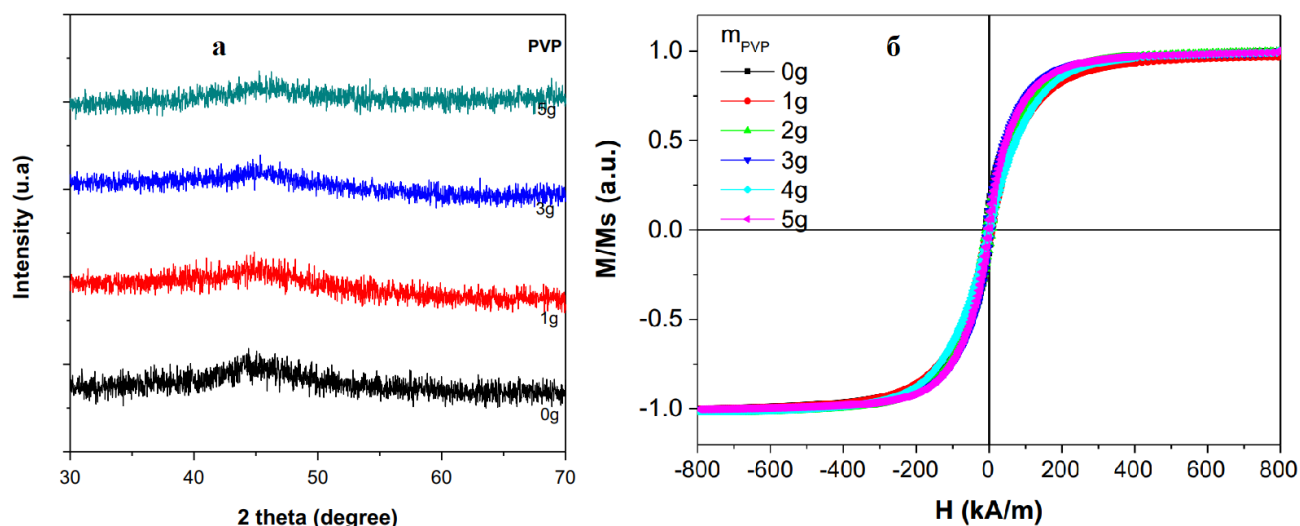 а
PVP
5g
3g
1g
0g
Intensity (u.a)
30
40
50
60
70
2 theta (degree)
б
m_PVP
0g
1g
2g
3g
4g
5g
1.0
0.5
0.0
-0.5
-1.0
M/Ms (a.u.)
-800
-600
-400
-200
0
200
400
600
800
H (kA/m)